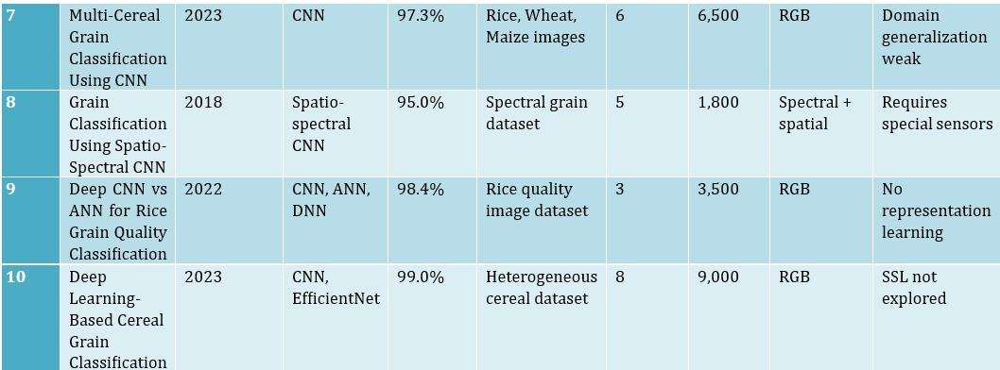 7 Multi-Cereal 2023 CNN 97.3% Rice, Wheat, 6 6,500 RGB Domain
Grain Maize images generalization
Classification weak
Using CNN
8 Grain 2018 Spatio- 95.0% Spectral grain 5 1,800 Spectral + Requires
Classification spectral dataset spatial special sensors
Using Spatio- CNN
Spectral CNN
9 Deep CNN vs 2022 CNN, ANN, 98.4% Rice quality 3 3,500 RGB No
ANN for Rice DNN image dataset representation
Grain Quality learning
Classification
10 Deep 2023 CNN, 99.0% Heterogeneous 8 9,000 RGB SSL not
Learning- EfficientNet cereal dataset explored
Based Cereal
Grain
Classification